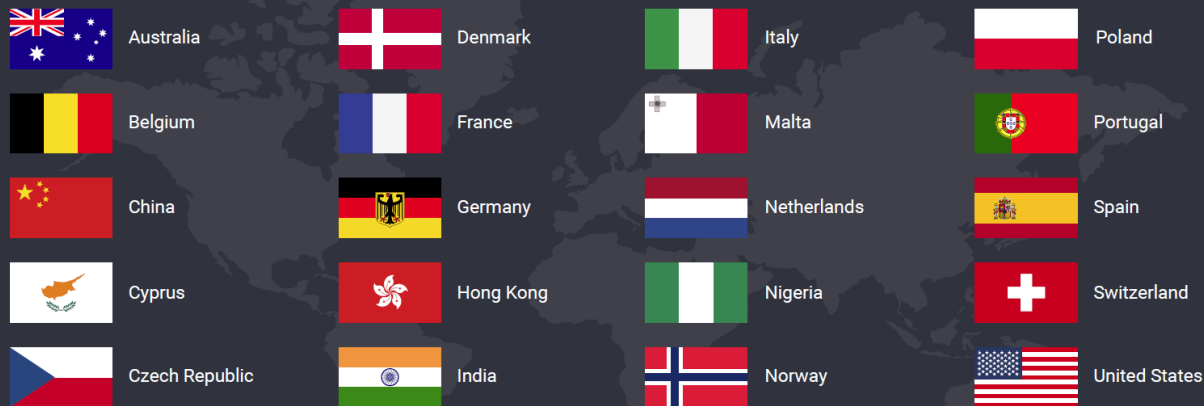 Australia
Belgium
China
Cyprus
Czech Republic
Denmark
France
Germany
Hong Kong
India
Italy
Malta
Netherlands
Nigeria
Norway
Poland
Portugal
Spain
Switzerland
United States